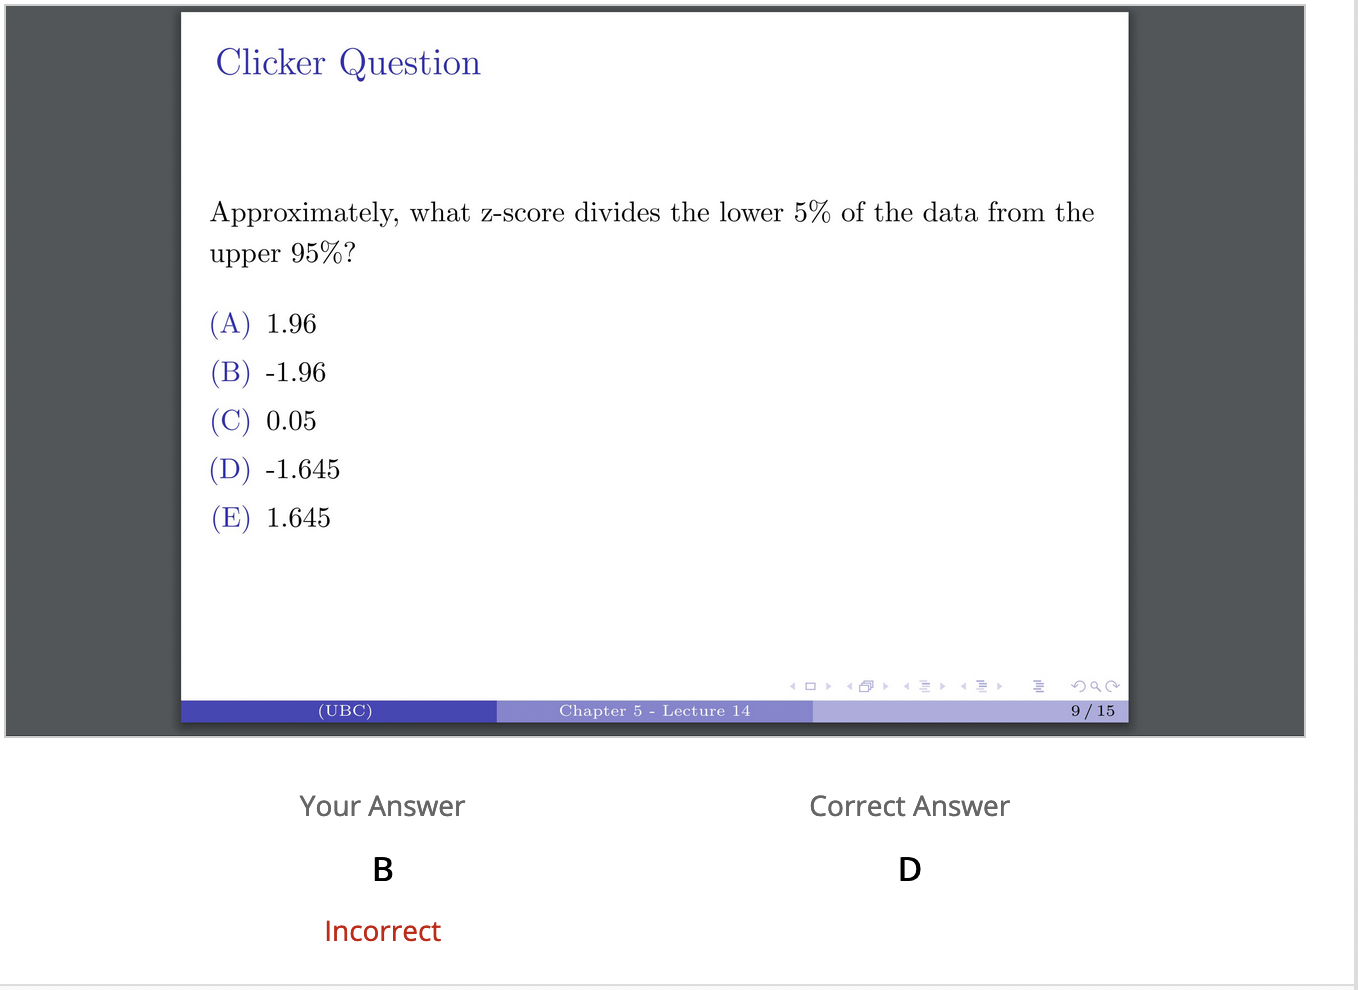 Clicker Question
Approximately, what z-score divides the lower 5% of the data from the
upper 95%?
(A) 1.96
(B) -1.96
(C) 0.05
(D) -1.645
(E) 1.645
(UBC) Chapter 5 - Lecture 14 9 / 15
Your Answer Correct Answer
B D
Incorrect